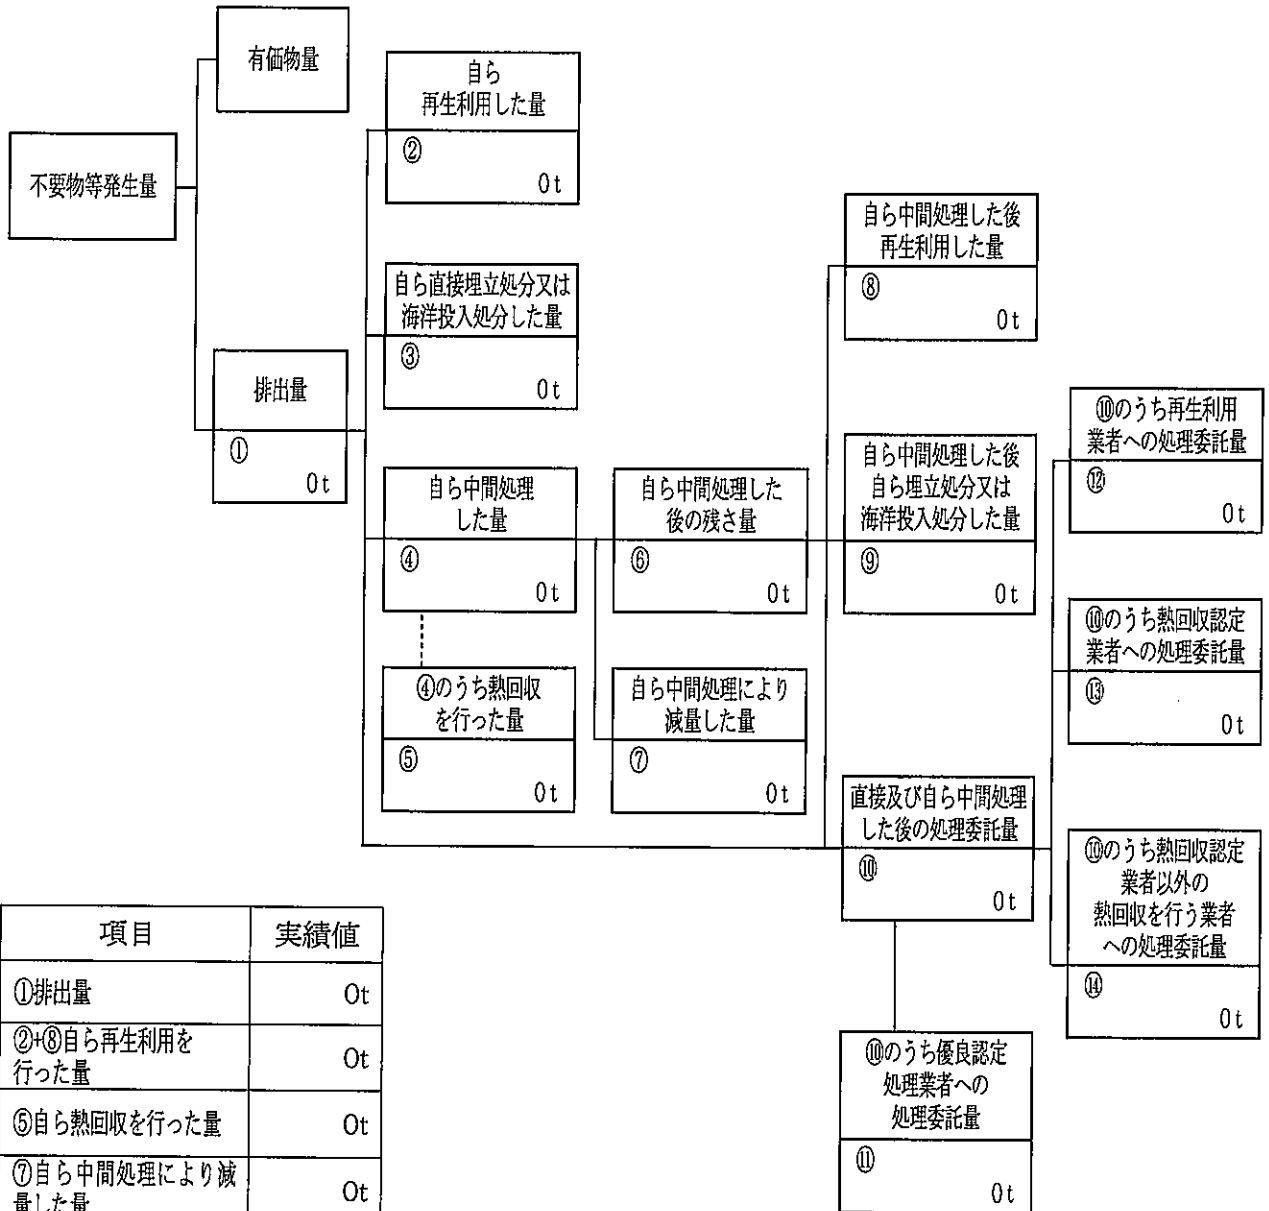 有価物量
不要物等発生量
排出量
①
0t
自ら
再生利用した量
②
0t
自ら直接埋立処分又は
海洋投入処分した量
③
0t
自ら中間処理
した量
④
0t
④のうち熱回収
を行った量
⑤
0t
自ら中間処理した
後の残さ量
⑥
0t
自ら中間処理により
減量した量
⑦
0t
自ら中間処理した後
再生利用した量
⑧
0t
自ら中間処理した後
自ら埋立処分又は
海洋投入処分した量
⑨
0t
直接及び自ら中間処理
した後の処理委託量
⑩
0t
⑩のうち優良認定
処理業者への
処理委託量
⑪
0t
⑩のうち再生利用
業者への処理委託量
⑫
0t
⑩のうち熱回収認定
業者への処理委託量
⑬
0t
⑩のうち熱回収認定
業者以外の
熱回収を行う業者
への処理委託量
⑭
0t
項目 実績値
①排出量 0t
②+⑧自ら再生利用を
行った量 0t
⑤自ら熱回収を行った量 0t
⑦自ら中間処理により減
量した量 0t